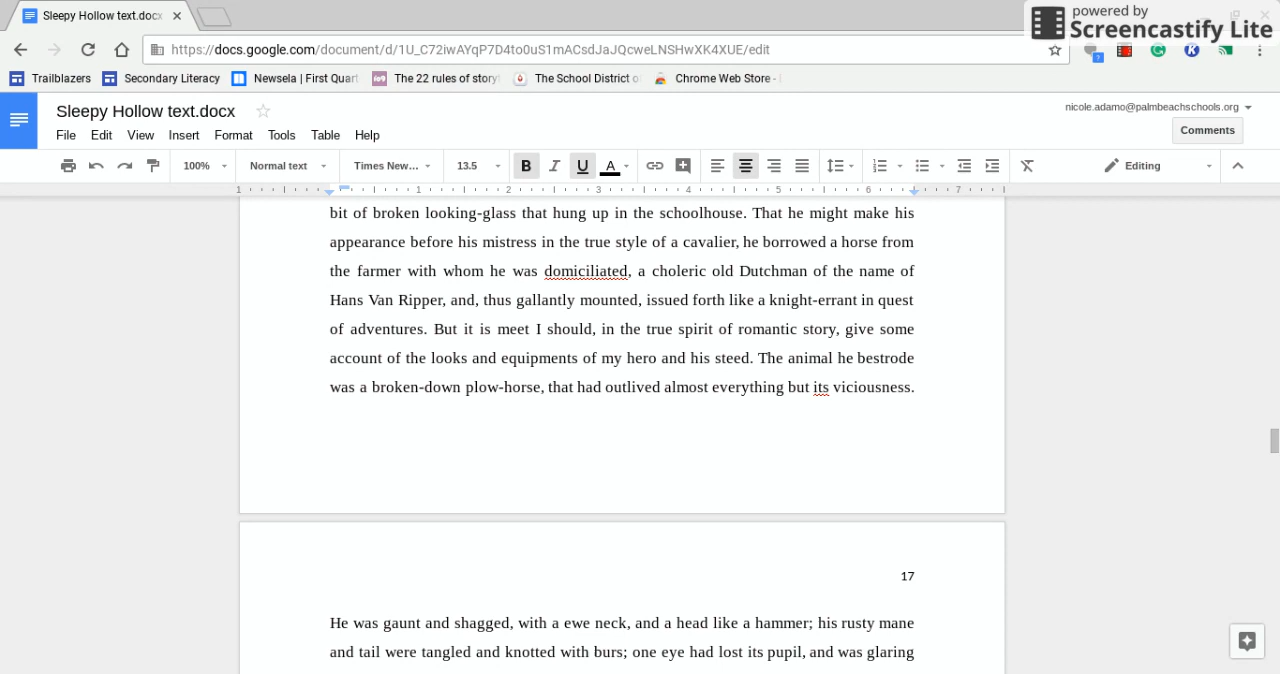 Sleepy Hollow text.docx
powered by
Screencastify Lite
https://docs.google.com/document/d/1U_C72iwAYqP7D4to0uS1mACsdJaJQcweLNSHwXK4XUE/edit
Trailblazers
Secondary Literacy
Newsela | First Quart
The 22 rules of story
The School District o
Chrome Web Store -
Sleepy Hollow text.docx
nicole.adamo@palmbeachschools.org
File Edit View Insert Format Tools Table Help
Comments
100% Normal text Times New... 13.5 B I U A Editing
1 1 2 3 4 5 6 7
bit of broken looking-glass that hung up in the schoolhouse. That he might make his
appearance before his mistress in the true style of a cavalier, he borrowed a horse from
the farmer with whom he was domiciliated, a choleric old Dutchman of the name of
Hans Van Ripper, and, thus gallantly mounted, issued forth like a knight-errant in quest
of adventures. But it is meet I should, in the true spirit of romantic story, give some
account of the looks and equipments of my hero and his steed. The animal he bestrode
was a broken-down plow-horse, that had outlived almost everything but its viciousness.
17
He was gaunt and shagged, with a ewe neck, and a head like a hammer; his rusty mane
and tail were tangled and knotted with burs; one eye had lost its pupil, and was glaring